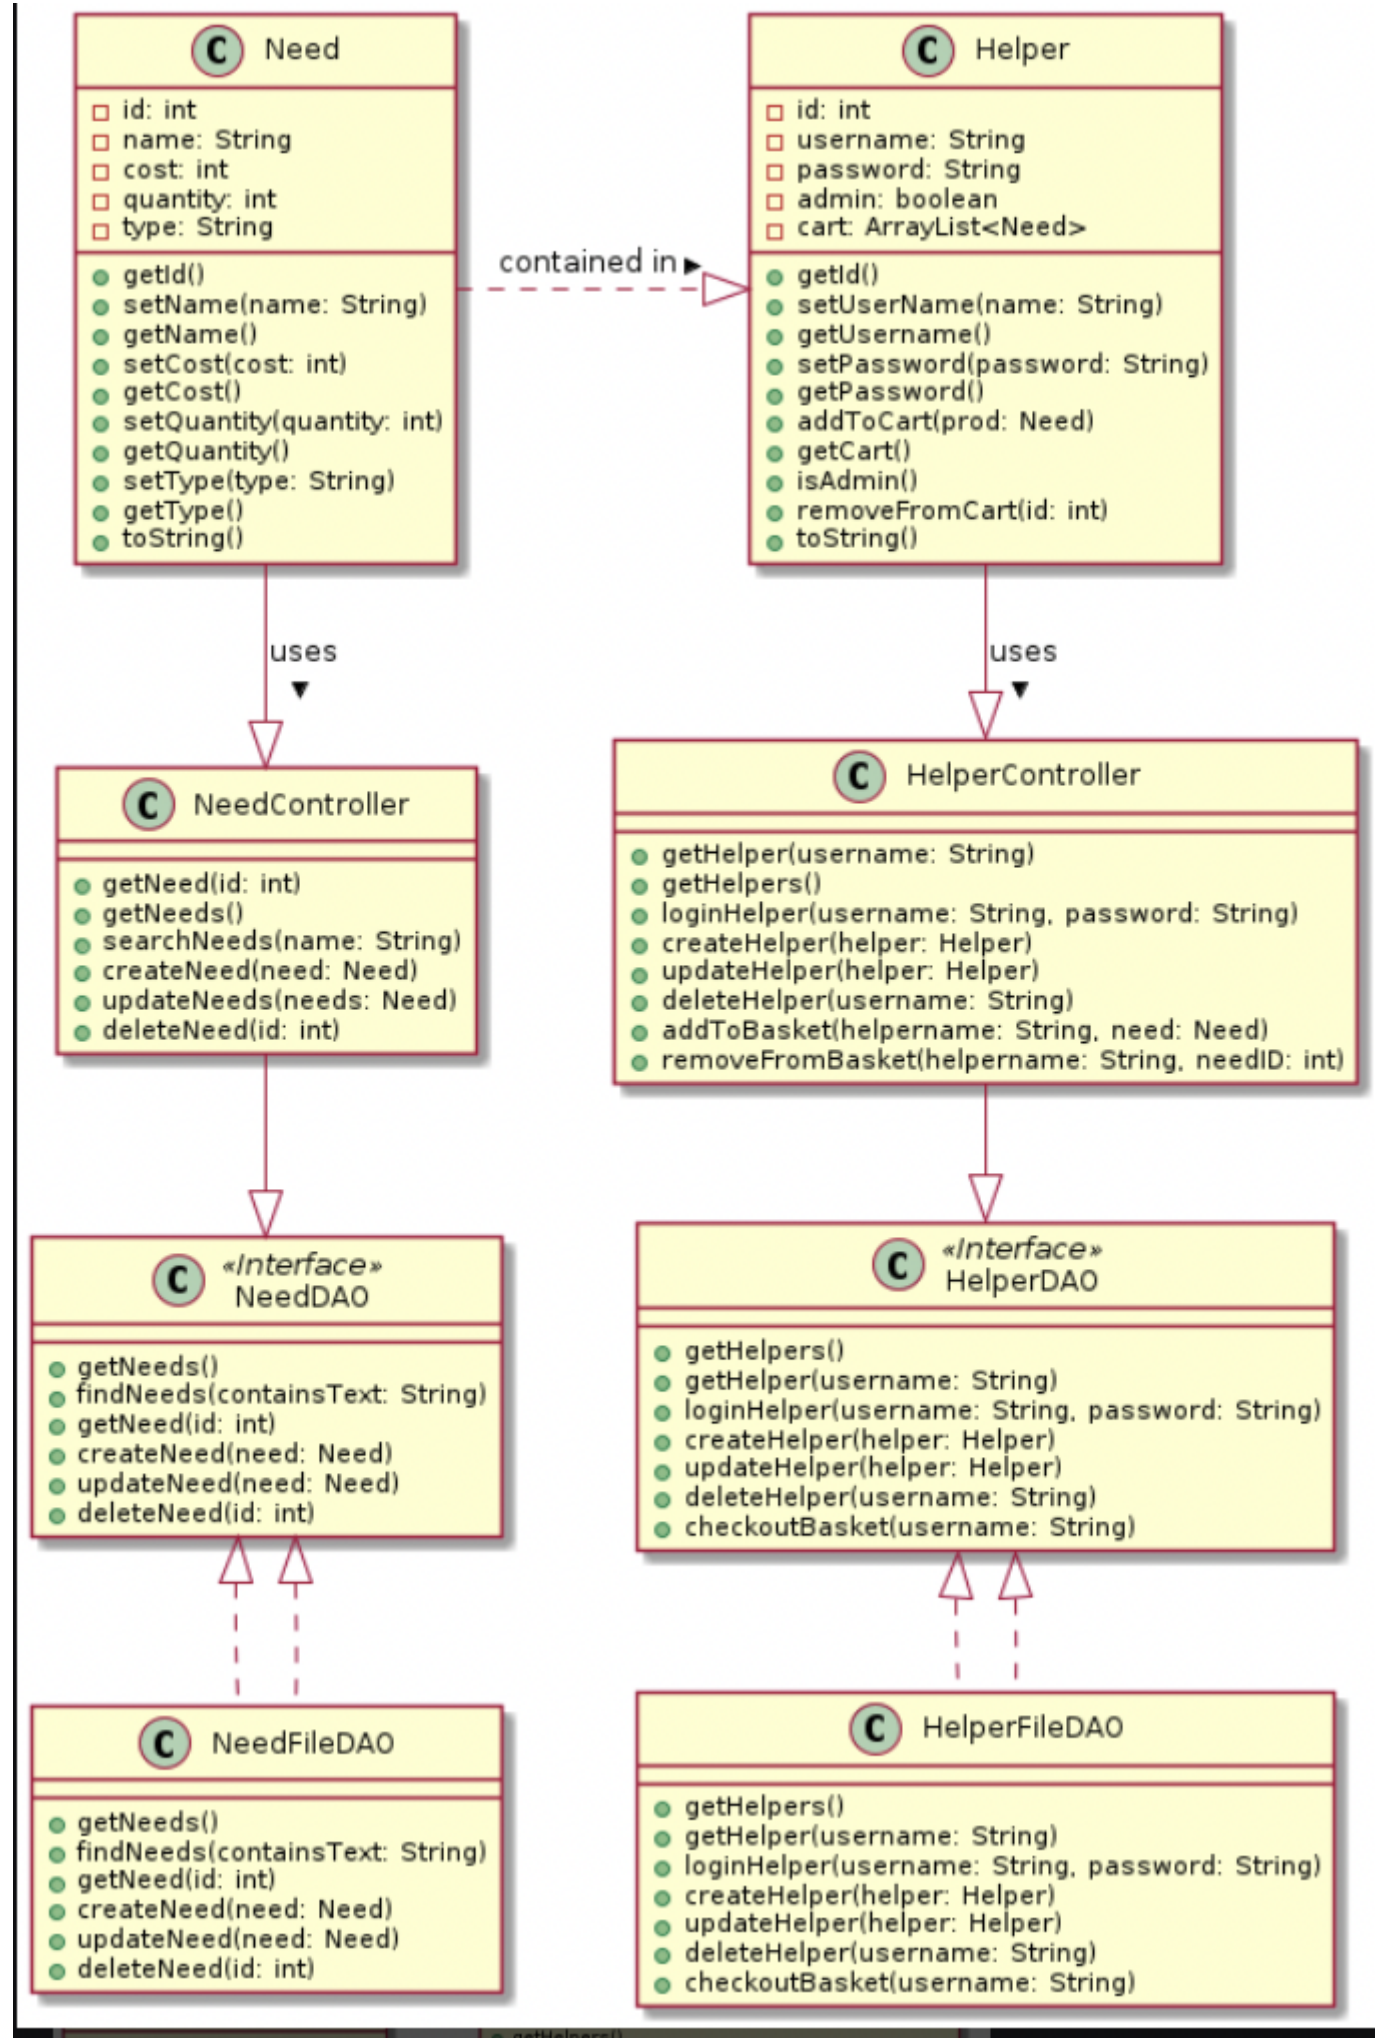 C Need
id: int
name: String
cost: int
quantity: int
type: String
getId()
setName(name: String)
getName()
setCost(cost: int)
getCost()
setQuantity(quantity: int)
getQuantity()
setType(type: String)
getType()
toString()
contained in
C Helper
id: int
username: String
password: String
admin: boolean
cart: ArrayList<Need>
getId()
setUserName(name: String)
getUsername()
setPassword(password: String)
getPassword()
addToCart(prod: Need)
getCart()
isAdmin()
removeFromCart(id: int)
toString()
uses
uses
C NeedController
getNeed(id: int)
getNeeds()
searchNeeds(name: String)
createNeed(need: Need)
updateNeeds(needs: Need)
deleteNeed(id: int)
C HelperController
getHelper(username: String)
getHelpers()
loginHelper(username: String, password: String)
createHelper(helper: Helper)
updateHelper(helper: Helper)
deleteHelper(username: String)
addToBasket(helpername: String, need: Need)
removeFromBasket(helpername: String, needID: int)
«Interface»
C NeedDAO
getNeeds()
findNeeds(containsText: String)
getNeed(id: int)
createNeed(need: Need)
updateNeed(need: Need)
deleteNeed(id: int)
«Interface»
C HelperDAO
getHelpers()
getHelper(username: String)
loginHelper(username: String, password: String)
createHelper(helper: Helper)
updateHelper(helper: Helper)
deleteHelper(username: String)
checkoutBasket(username: String)
C NeedFileDAO
getNeeds()
findNeeds(containsText: String)
getNeed(id: int)
createNeed(need: Need)
updateNeed(need: Need)
deleteNeed(id: int)
C HelperFileDAO
getHelpers()
getHelper(username: String)
loginHelper(username: String, password: String)
createHelper(helper: Helper)
updateHelper(helper: Helper)
deleteHelper(username: String)
checkoutBasket(username: String)
getHelpers()